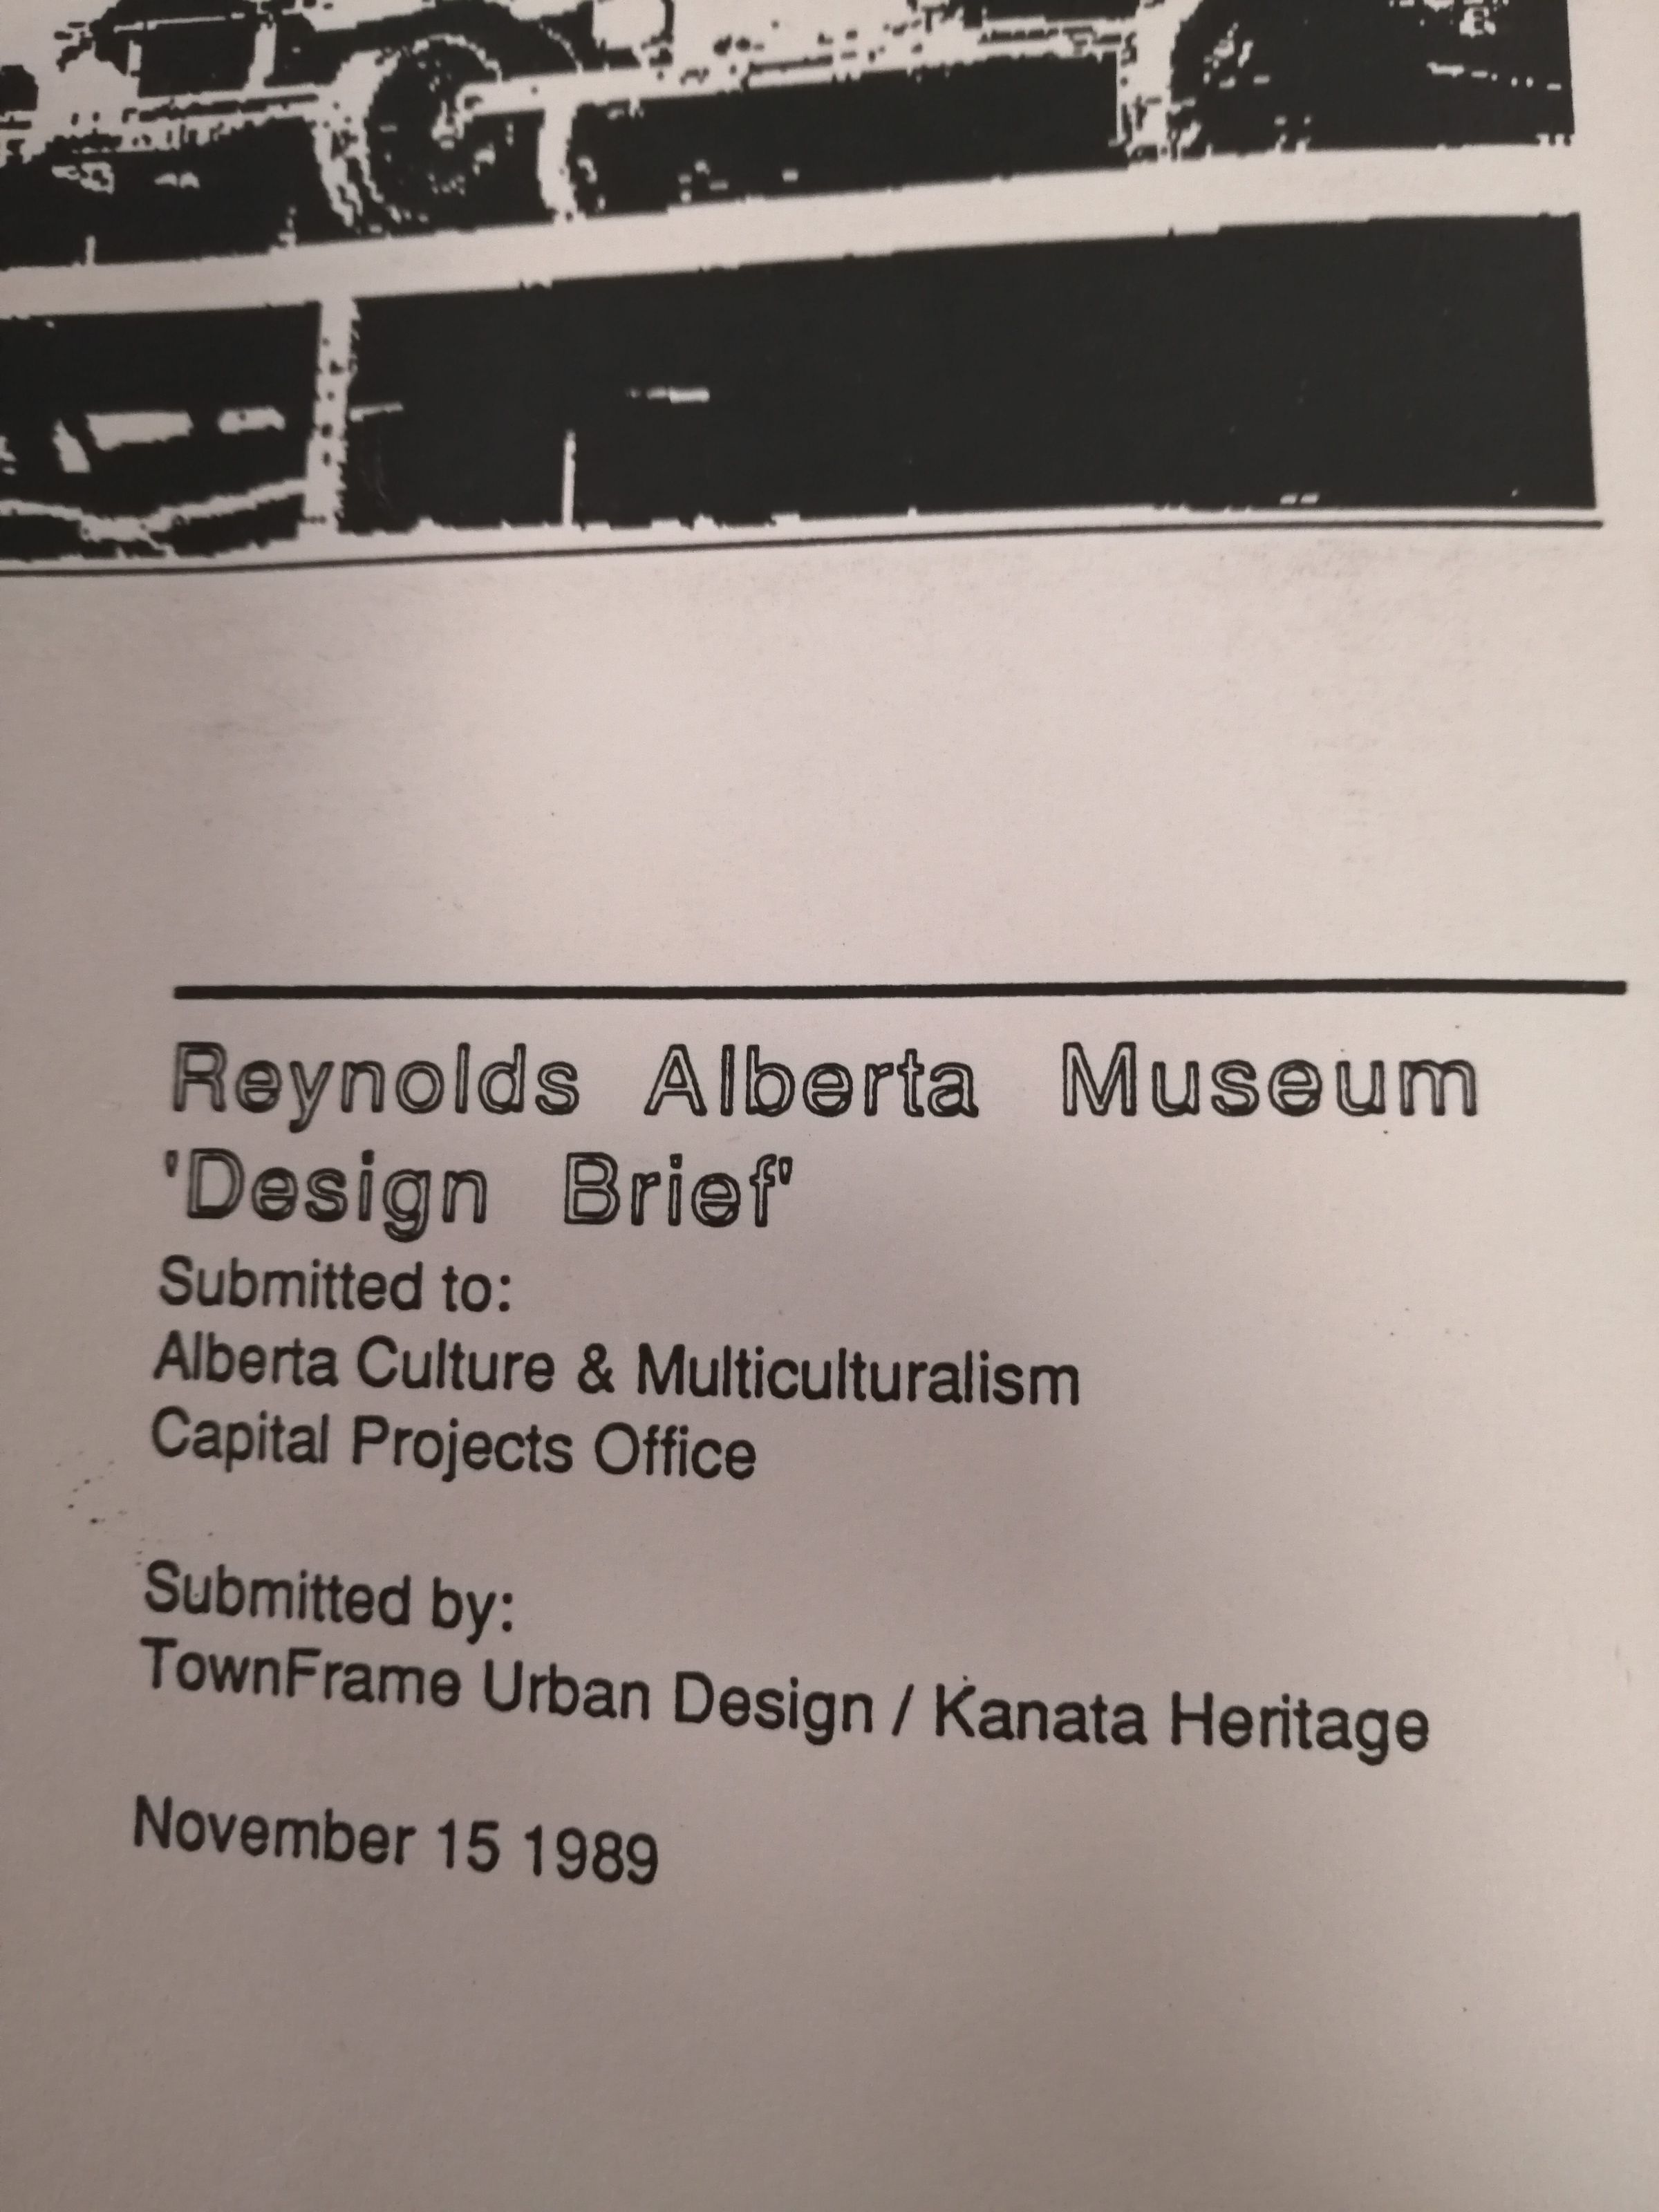 Reynolds Alberta Museum
'Design Brief'
Submitted to:
Alberta Culture & Multiculturalism
Capital Projects Office
Submitted by:
TownFrame Urban Design / Kanata Heritage
November 15 1989